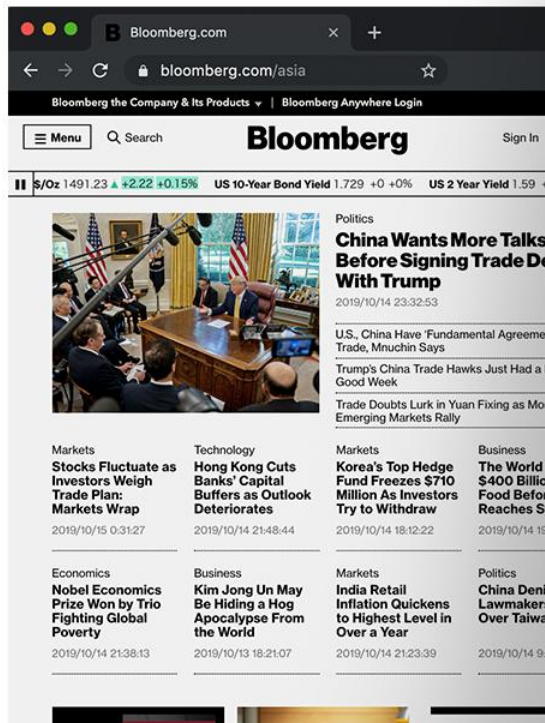 Bloomberg.com
bloomberg.com/asia
Bloomberg the Company & Its Products | Bloomberg Anywhere Login
Menu Search Bloomberg Sign In
$/Oz 1491.23 ▲ +2.22 +0.15% US 10-Year Bond Yield 1.729 +0 +0% US 2 Year Yield 1.59
Politics
China Wants More Talks
Before Signing Trade
With Trump
2019/10/14 23:32:53
U.S., China Have ‘Fundamental
Trade, Mnuchin Says
Trump’s China Trade Hawks Just Had a
Good Week
Trade Doubts Lurk in Yuan Fixing as
Emerging Markets Rally
Markets
Stocks Fluctuate as
Investors Weigh
Trade Plan:
Markets Wrap
2019/10/15 0:31:27
Technology
Hong Kong Cuts
Banks’ Capital
Buffers as Outlook
Deteriorates
2019/10/14 21:48:44
Markets
Korea’s Top Hedge
Fund Freezes $710
Million As Investors
Try to Withdraw
2019/10/14 18:12:22
Business
The World
$400
Food
Reaches
2019/10/14
Economics
Nobel Economics
Prize Won by Trio
Fighting Global
Poverty
2019/10/14 21:38:13
Business
Kim Jong Un May
Be Hiding a Hog
Apocalypse From
the World
2019/10/13 18:21:07
Markets
India Retail
Inflation Quickens
to Highest Level in
Over a Year
2019/10/14 21:23:39
Politics
China
Over
2019/10/14